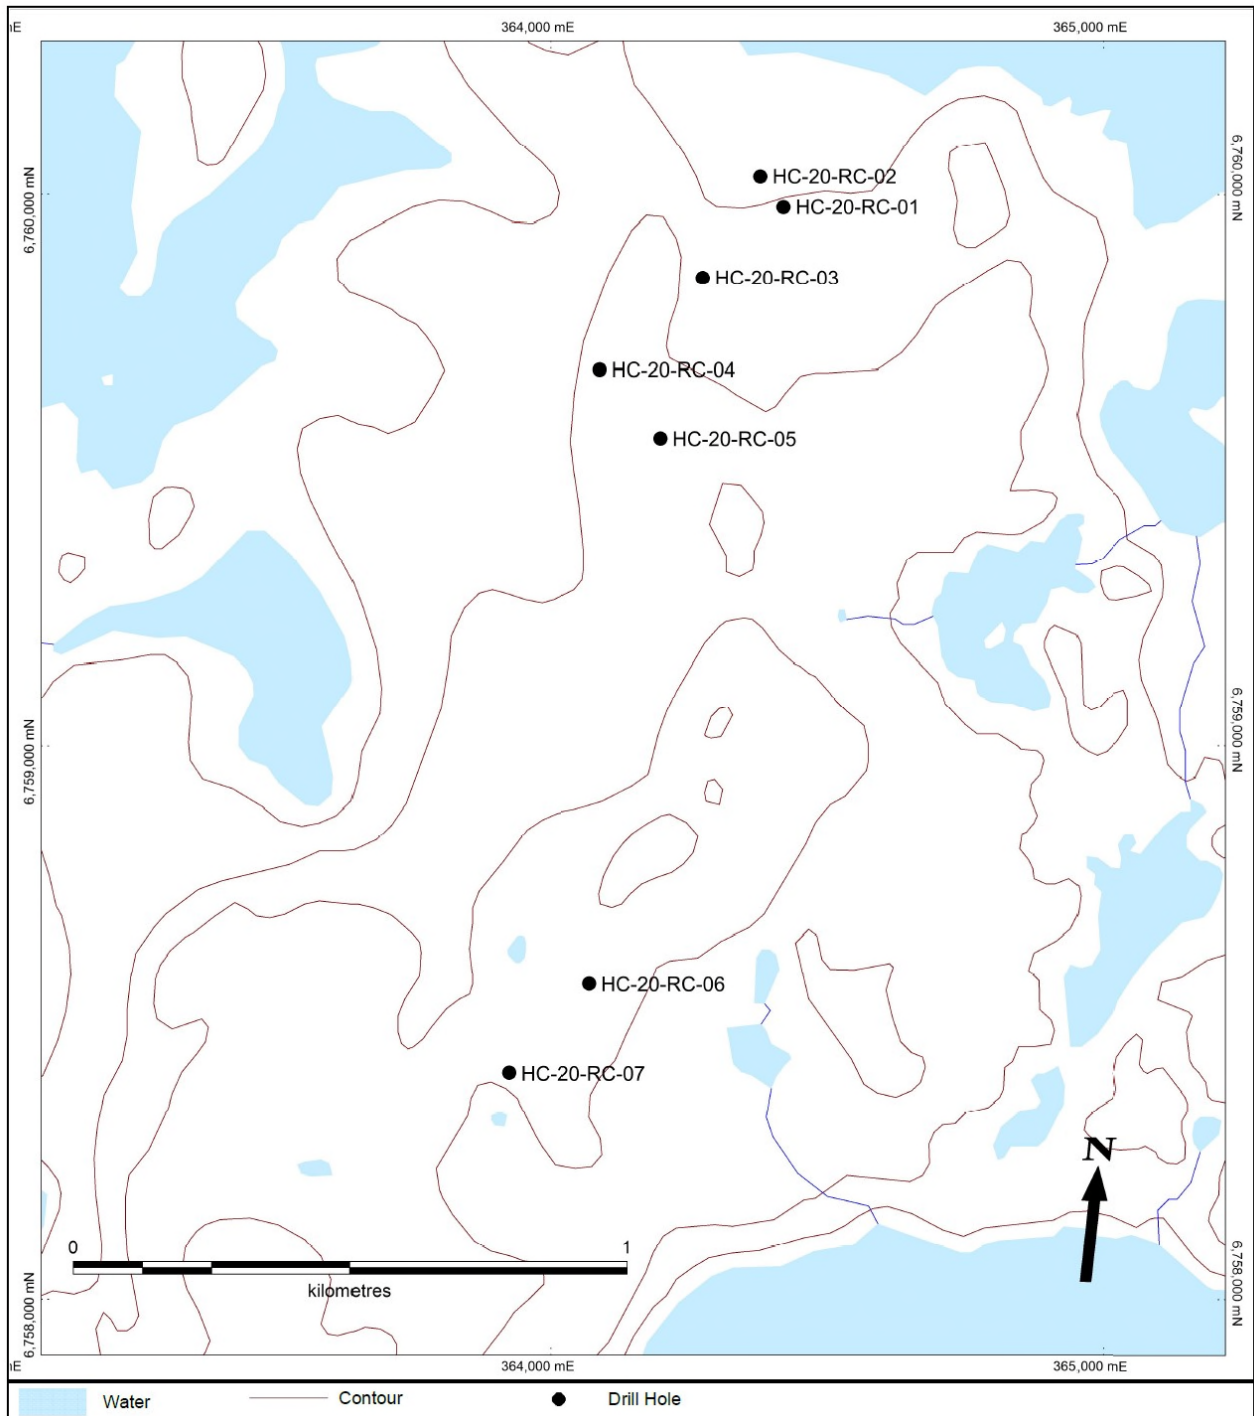 ıE
364,000 mE
365,000 mE
6,760,000 mN
6,760,000 mN
HC-20-RC-02
HC-20-RC-01
HC-20-RC-03
HC-20-RC-04
HC-20-RC-05
6,759,000 mN
6,759,000 mN
HC-20-RC-06
HC-20-RC-07
N
0
1
kilometres
6,758,000 mN
6,758,000 mN
ıE
364,000 mE
365,000 mE
Water
Contour
Drill Hole